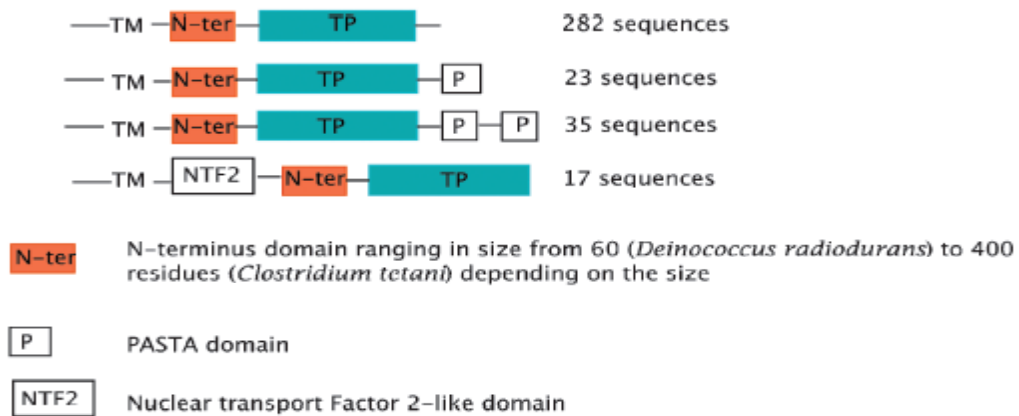 TM N-ter TP 282 sequences
TM N-ter TP P 23 sequences
TM N-ter TP P P 35 sequences
TM NTF2 N-ter TP 17 sequences
N-ter N-terminus domain ranging in size from 60 (Deinococcus radiodurans) to 400
residues (Clostridium tetani) depending on the size
P PASTA domain
NTF2 Nuclear transport Factor 2-like domain